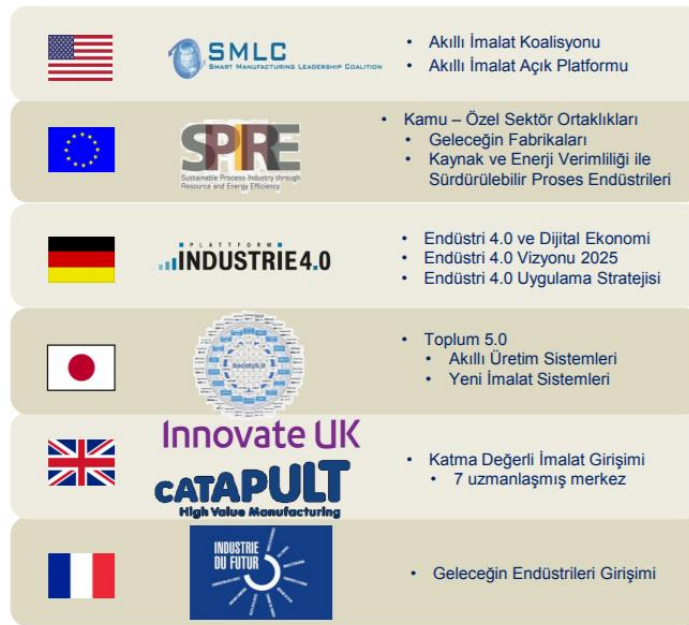 SMLC
SMART MANUFACTURING LEADERSHIP COALITION
• Akıllı İmalat Koalisyonu
• Akıllı İmalat Açık Platformu
SPIRE
Sustainable Process Industry through
Resource and Energy Efficiency
• Kamu – Özel Sektör Ortaklıkları
• Geleceğin Fabrikaları
• Kaynak ve Enerji Verimliliği ile
Sürdürülebilir Proses Endüstrileri
PLATTFORM
INDUSTRIE4.0
• Endüstri 4.0 ve Dijital Ekonomi
• Endüstri 4.0 Vizyonu 2025
• Endüstri 4.0 Uygulama Stratejisi
Society5.0
• Toplum 5.0
• Akıllı Üretim Sistemleri
• Yeni İmalat Sistemleri
Innovate UK
CATAPULT
High Value Manufacturing
• Katma Değerli İmalat Girişimi
• 7 uzmanlaşmış merkez
INDUSTRIE
DU FUTUR
• Geleceğin Endüstrileri Girişimi